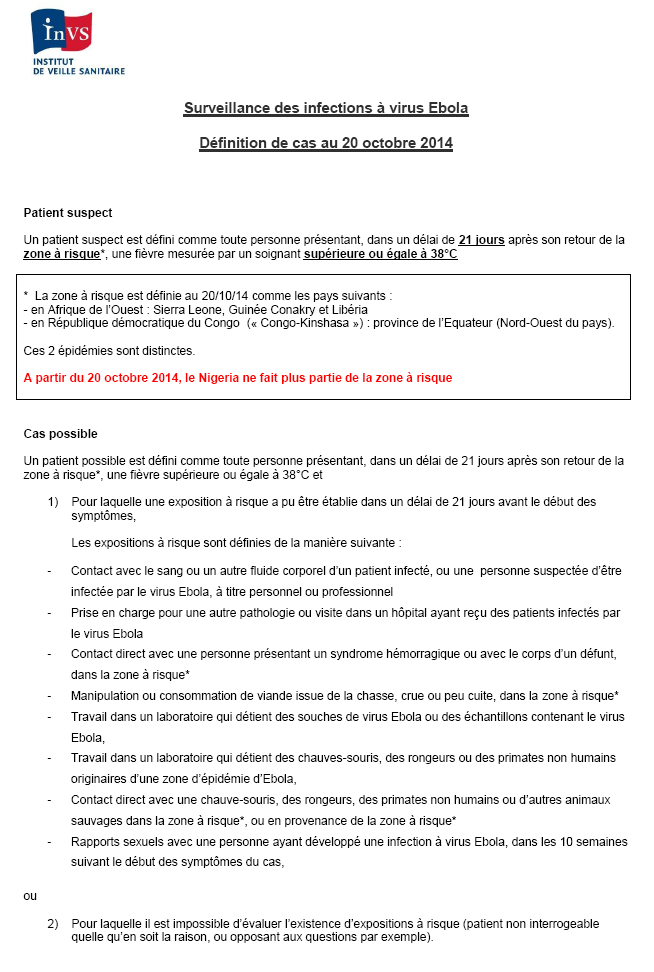 InVS
INSTITUT
DE VEILLE SANITAIRE
Surveillance des infections à virus Ebola
Définition de cas au 20 octobre 2014
Patient suspect
Un patient suspect est défini comme toute personne présentant, dans un délai de 21 jours après son retour de la
zone à risque*, une fièvre mesurée par un soignant supérieure ou égale à 38°C
* La zone à risque est définie au 20/10/14 comme les pays suivants :
- en Afrique de l'Ouest : Sierra Leone, Guinée Conakry et Libéria
- en République démocratique du Congo (« Congo-Kinshasa ») : province de l'Equateur (Nord-Ouest du pays).
Ces 2 épidémies sont distinctes.
A partir du 20 octobre 2014, le Nigeria ne fait plus partie de la zone à risque
Cas possible
Un patient possible est défini comme toute personne présentant, dans un délai de 21 jours après son retour de la
zone à risque*, une fièvre supérieure ou égale à 38°C et
1) Pour laquelle une exposition à risque a pu être établie dans un délai de 21 jours avant le début des
symptômes,
Les expositions à risque sont définies de la manière suivante :
- Contact avec le sang ou un autre fluide corporel d'un patient infecté, ou une personne suspectée d'être
infectée par le virus Ebola, à titre personnel ou professionnel
- Prise en charge pour une autre pathologie ou visite dans un hôpital ayant reçu des patients infectés par
le virus Ebola
- Contact direct avec une personne présentant un syndrome hémorragique ou avec le corps d'un défunt,
dans la zone à risque*
- Manipulation ou consommation de viande issue de la chasse, crue ou peu cuite, dans la zone à risque*
- Travail dans un laboratoire qui détient des souches de virus Ebola ou des échantillons contenant le virus
Ebola,
- Travail dans un laboratoire qui détient des chauves-souris, des rongeurs ou des primates non humains
originaires d'une zone d'épidémie d'Ebola,
- Contact direct avec une chauve-souris, des rongeurs, des primates non humains ou d'autres animaux
sauvages dans la zone à risque*, ou en provenance de la zone à risque*
- Rapports sexuels avec une personne ayant développé une infection à virus Ebola, dans les 10 semaines
suivant le début des symptômes du cas,
ou
2) Pour laquelle il est impossible d'évaluer l'existence d'expositions à risque (patient non interrogeable
quelle qu'en soit la raison, ou opposant aux questions par exemple).